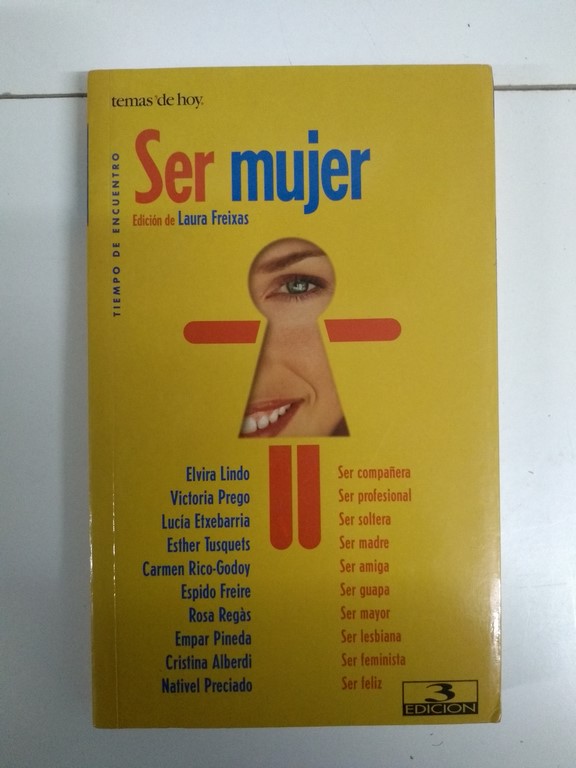 temas de hoy.
TIEMPO DE ENCUENTRO
Ser mujer
Edición de Laura Freixas
Elvira Lindo Ser compañera
Victoria Prego Ser profesional
Lucía Etxebarria Ser soltera
Esther Tusquets Ser madre
Carmen Rico-Godoy Ser amiga
Espido Freire Ser guapa
Rosa Regàs Ser mayor
Empar Pineda Ser lesbiana
Cristina Alberdi Ser feminista
Nativel Preciado Ser feliz
3
EDICION